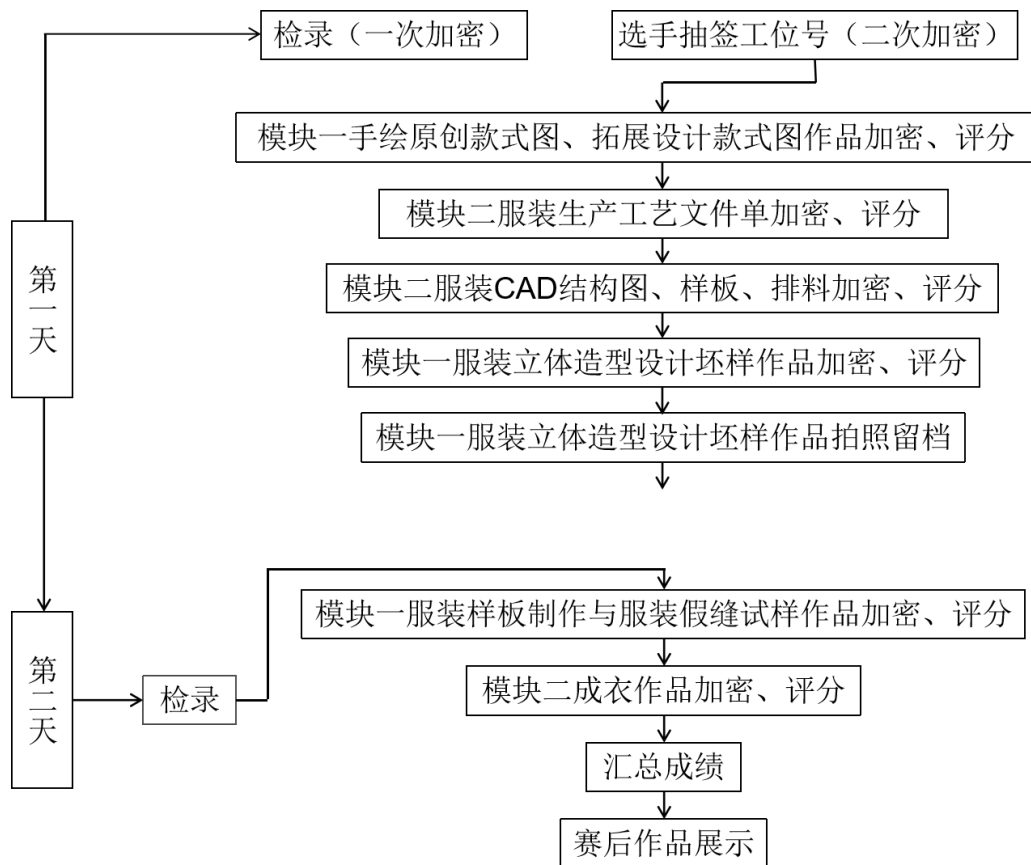 检录（一次加密）
选手抽签工位号（二次加密）
模块一手绘原创款式图、拓展设计款式图作品加密、评分
模块二服装生产工艺文件单加密、评分
第一天
模块二服装CAD结构图、样板、排料加密、评分
模块一服装立体造型设计坯样作品加密、评分
模块一服装立体造型设计坯样作品拍照留档
模块一服装样板制作与服装假缝试样作品加密、评分
第二天
检录
模块二成衣作品加密、评分
汇总成绩
赛后作品展示